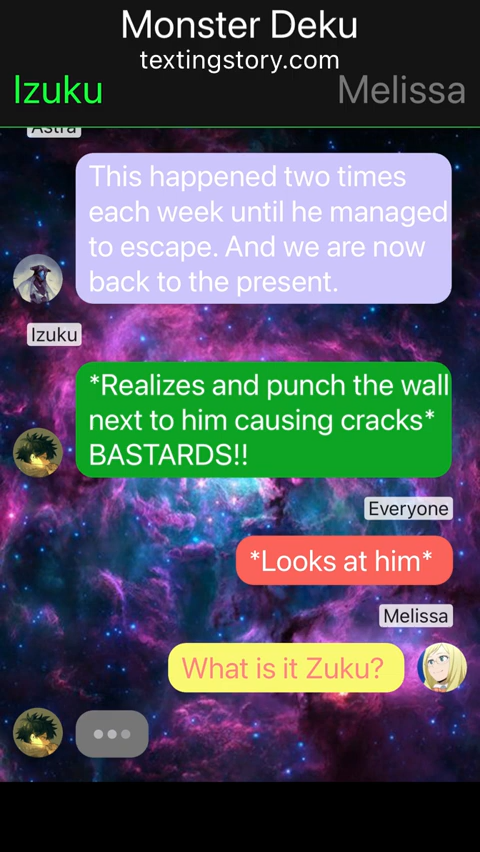 Monster Deku
textingstory.com
Izuku
Melissa
Astra
This happened two times
each week until he managed
to escape. And we are now
back to the present.
Izuku
*Realizes and punch the wall
next to him causing cracks*
BASTARDS!!
Everyone
*Looks at him*
Melissa
What is it Zuku?